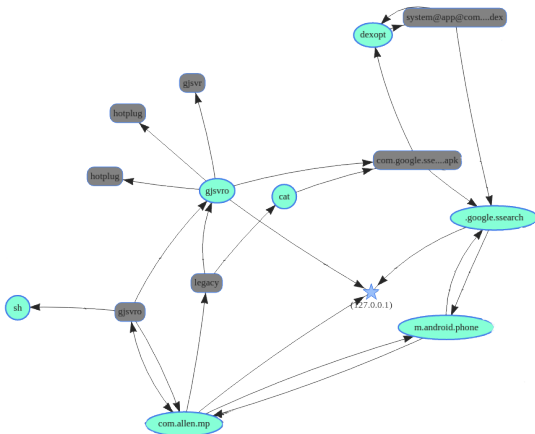 system@app@com....dex
dexopt
gjsvr
hotplug
com.google.sse....apk
hotplug
gjsvro
cat
.google.ssearch
legacy
(127.0.0.1)
sh
gjsvro
m.android.phone
com.allen.mp